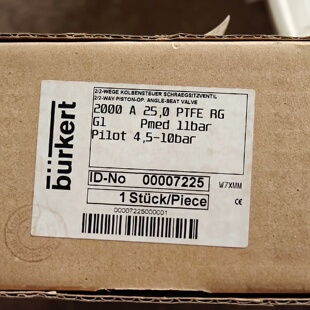 bürkert
2/2-WEGE KOLBENSTEUER SCHRAEGSITZVENTIL
2/2-WAY PISTON-OP. ANGLE-SEAT VALVE
2000 A 25,0 PTFE RG
G1 Pmed 11bar
Pilot 4,5-10bar
ID-No 00007225
W7XMM
1 Stück/Piece
CE
00007225000001